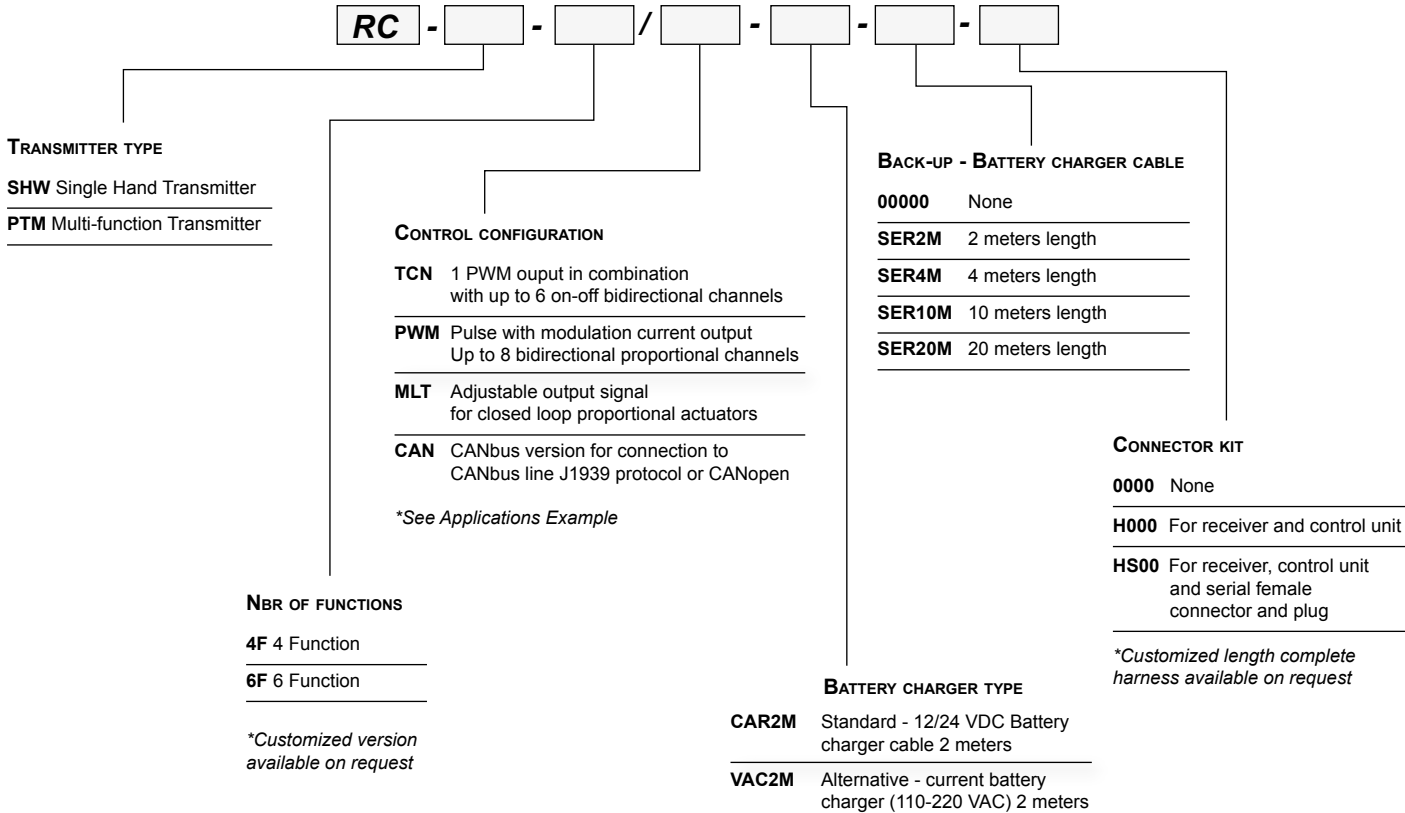 RC - - / - - -
TRANSMITTER TYPE
SHW Single Hand Transmitter
PTM Multi-function Transmitter
CONTROL CONFIGURATION
TCN 1 PWM ouput in combination
with up to 6 on-off bidirectional channels
PWM Pulse with modulation current output
Up to 8 bidirectional proportional channels
MLT Adjustable output signal
for closed loop proportional actuators
CAN CANbus version for connection to
CANbus line J1939 protocol or CANopen
*See Applications Example
BACK-UP - BATTERY CHARGER CABLE
00000 None
SER2M 2 meters length
SER4M 4 meters length
SER10M 10 meters length
SER20M 20 meters length
CONNECTOR KIT
0000 None
H000 For receiver and control unit
HS00 For receiver, control unit
and serial female
connector and plug
*Customized length complete
harness available on request
NBR OF FUNCTIONS
4F 4 Function
6F 6 Function
*Customized version
available on request
BATTERY CHARGER TYPE
CAR2M Standard - 12/24 VDC Battery
charger cable 2 meters
VAC2M Alternative - current battery
charger (110-220 VAC) 2 meters